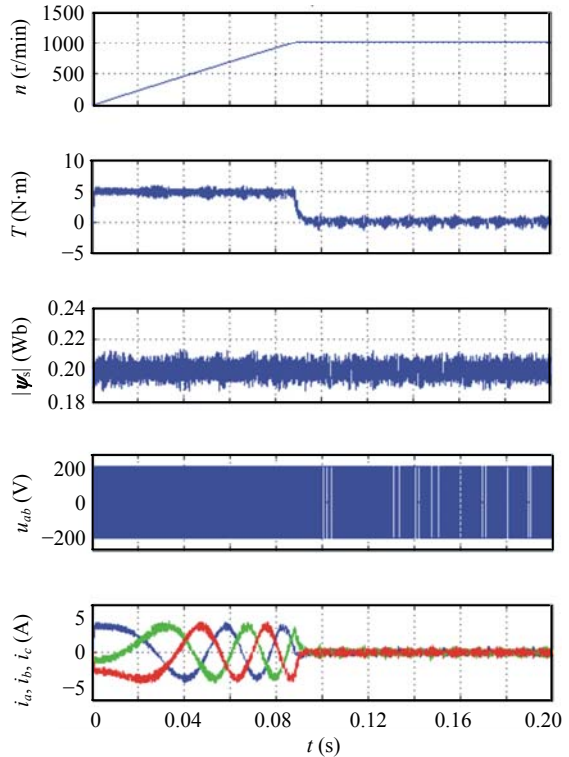 n (r/min)
1000
500
0
T (N·m)
10
5
0
−5
|ψs| (Wb)
0.24
0.22
0.20
0.18
uab (V)
200
0
−200
ia, ib, ic (A)
5
0
−5
0 0.04 0.08 0.12 0.16 0.20
t (s)